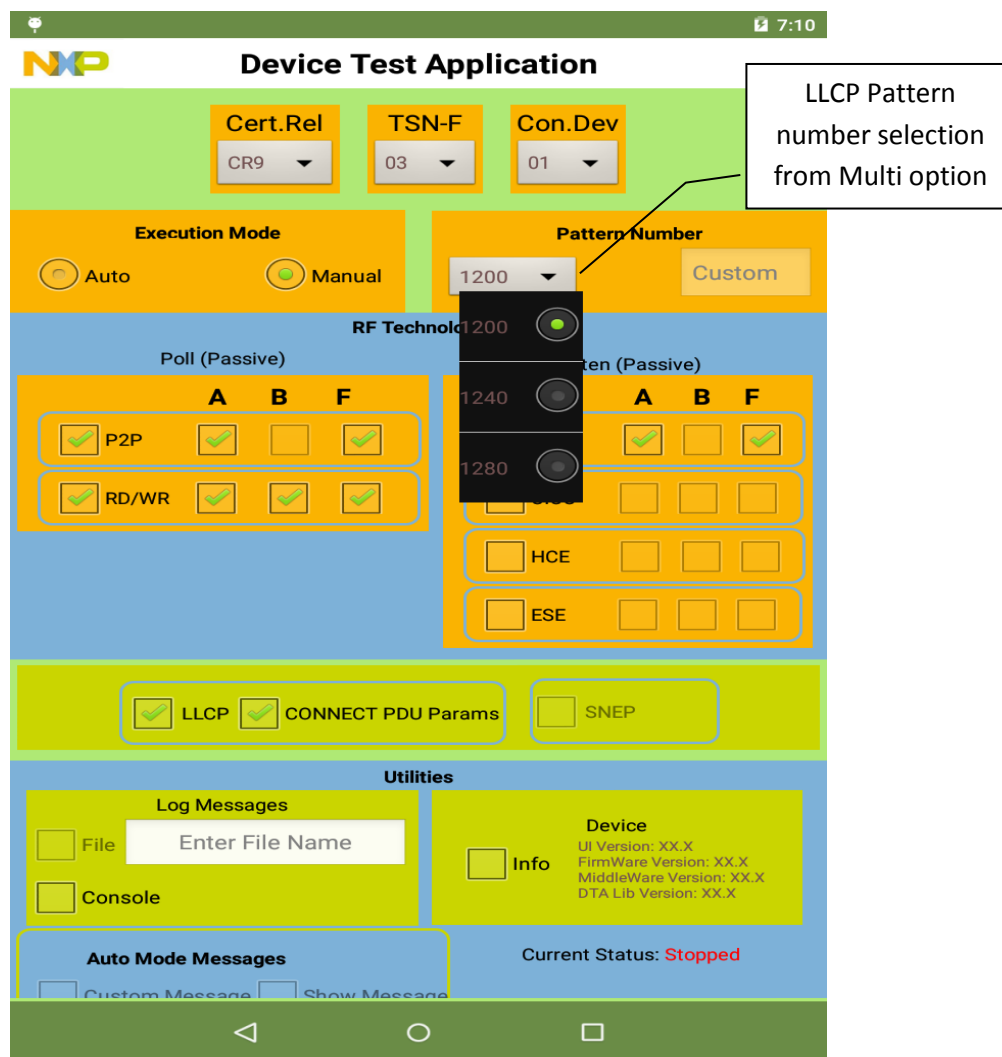 7:10
NXP
Device Test Application
LLCP Pattern
number selection
from Multi option
Cert.Rel TSN-F Con.Dev
CR9 03 01
Execution Mode
Auto Manual
Pattern Number
1200 Custom
1200
1240
1280
RF Technolo
Poll (Passive)
ten (Passive)
A B F
P2P
RD/WR
A B F
HCE
ESE
LLCP CONNECT PDU Params SNEP
Utilities
Log Messages
File Enter File Name
Console
Info
Device
UI Version: XX.X
FirmWare Version: XX.X
MiddleWare Version: XX.X
DTA Lib Version: XX.X
Auto Mode Messages
Custom Message Show Message
Current Status: Stopped